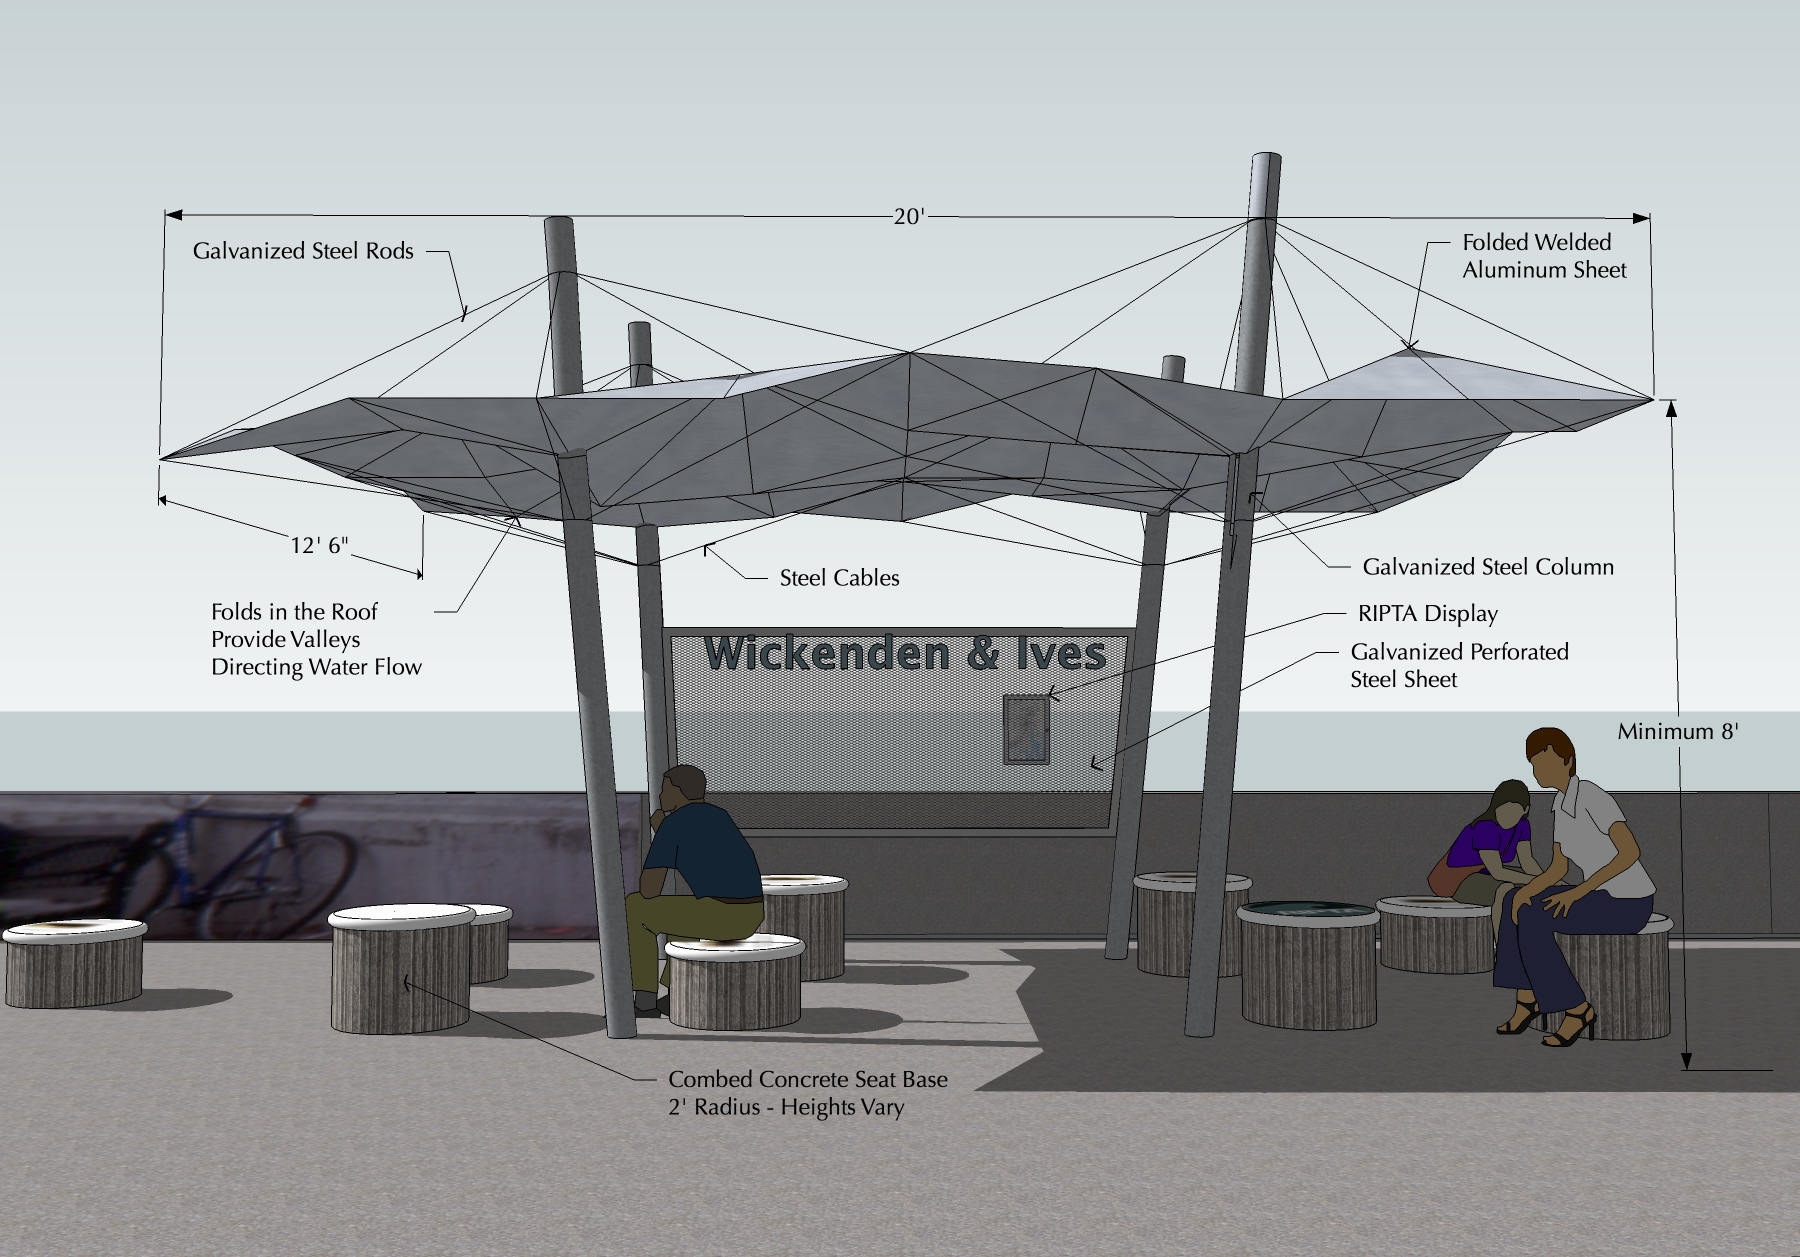 20'
Galvanized Steel Rods
Folded Welded
Aluminum Sheet
12' 6"
Steel Cables
Galvanized Steel Column
Folds in the Roof
Provide Valleys
Directing Water Flow
RIPTA Display
Wickenden & Ives
Galvanized Perforated
Steel Sheet
Minimum 8'
Combed Concrete Seat Base
2' Radius - Heights Vary